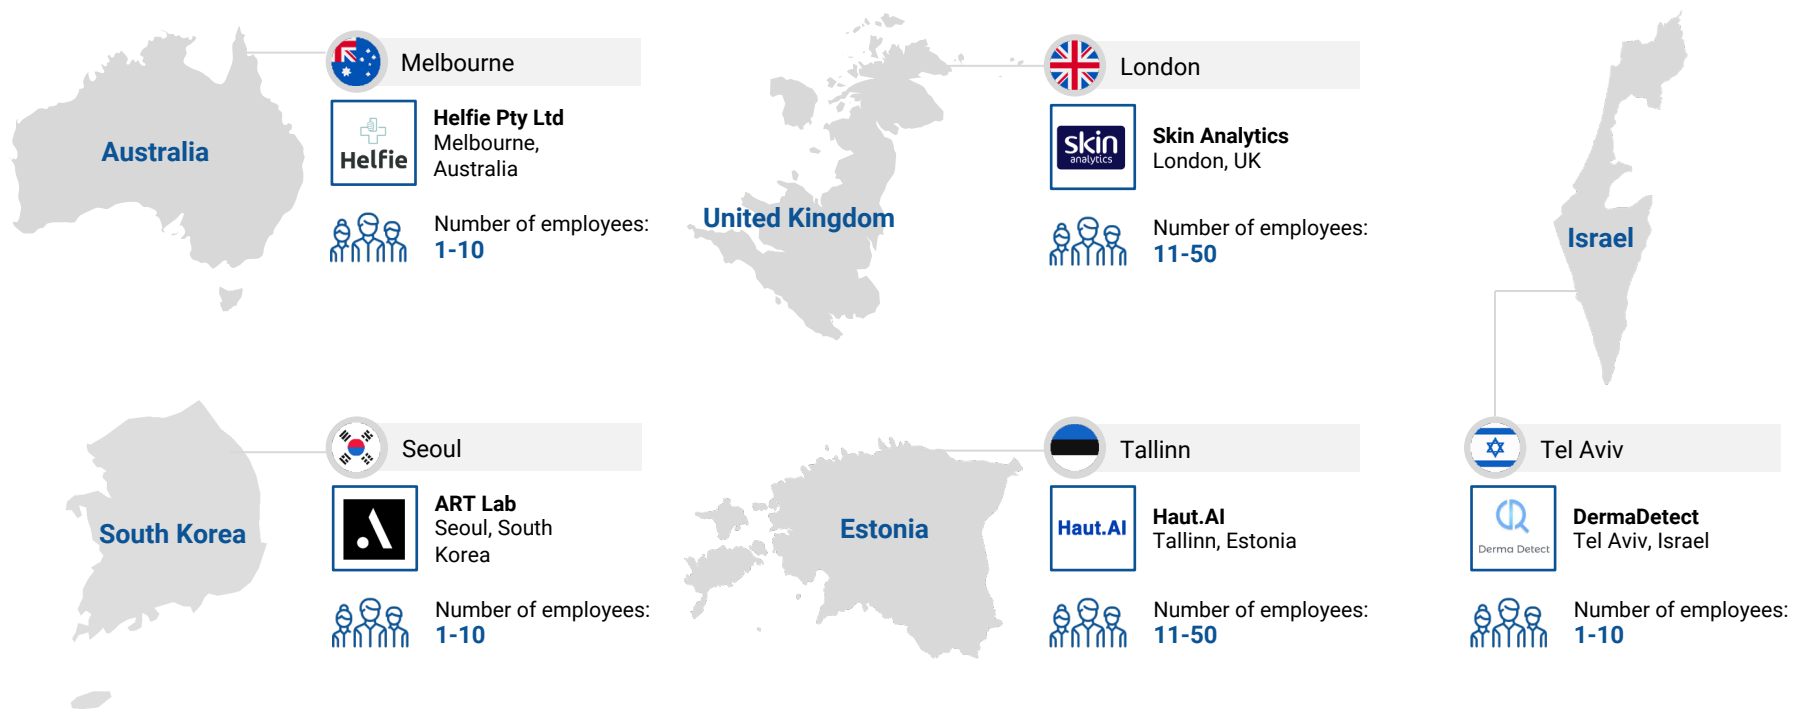 Australia
Melbourne
Helfie
Helfie Pty Ltd
Melbourne,
Australia
Number of employees:
1-10
United Kingdom
London
skin
analytics
Skin Analytics
London, UK
Number of employees:
11-50
Israel
South Korea
Seoul
ART Lab
Seoul, South
Korea
Number of employees:
1-10
Estonia
Tallinn
Haut.AI
Haut.AI
Tallinn, Estonia
Number of employees:
11-50
Tel Aviv
Derma Detect
DermaDetect
Tel Aviv, Israel
Number of employees:
1-10